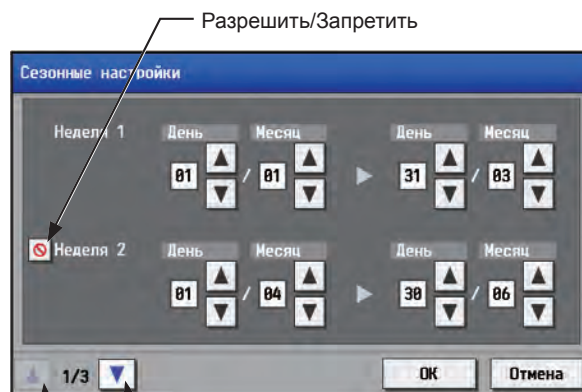 Разрешить/Запретить
Сезонные настройки
Неделя 1 День Месяц День Месяц
01 / 01 31 / 03
Неделя 2 День Месяц День Месяц
01 / 04 30 / 06
1/3 OK Отмена